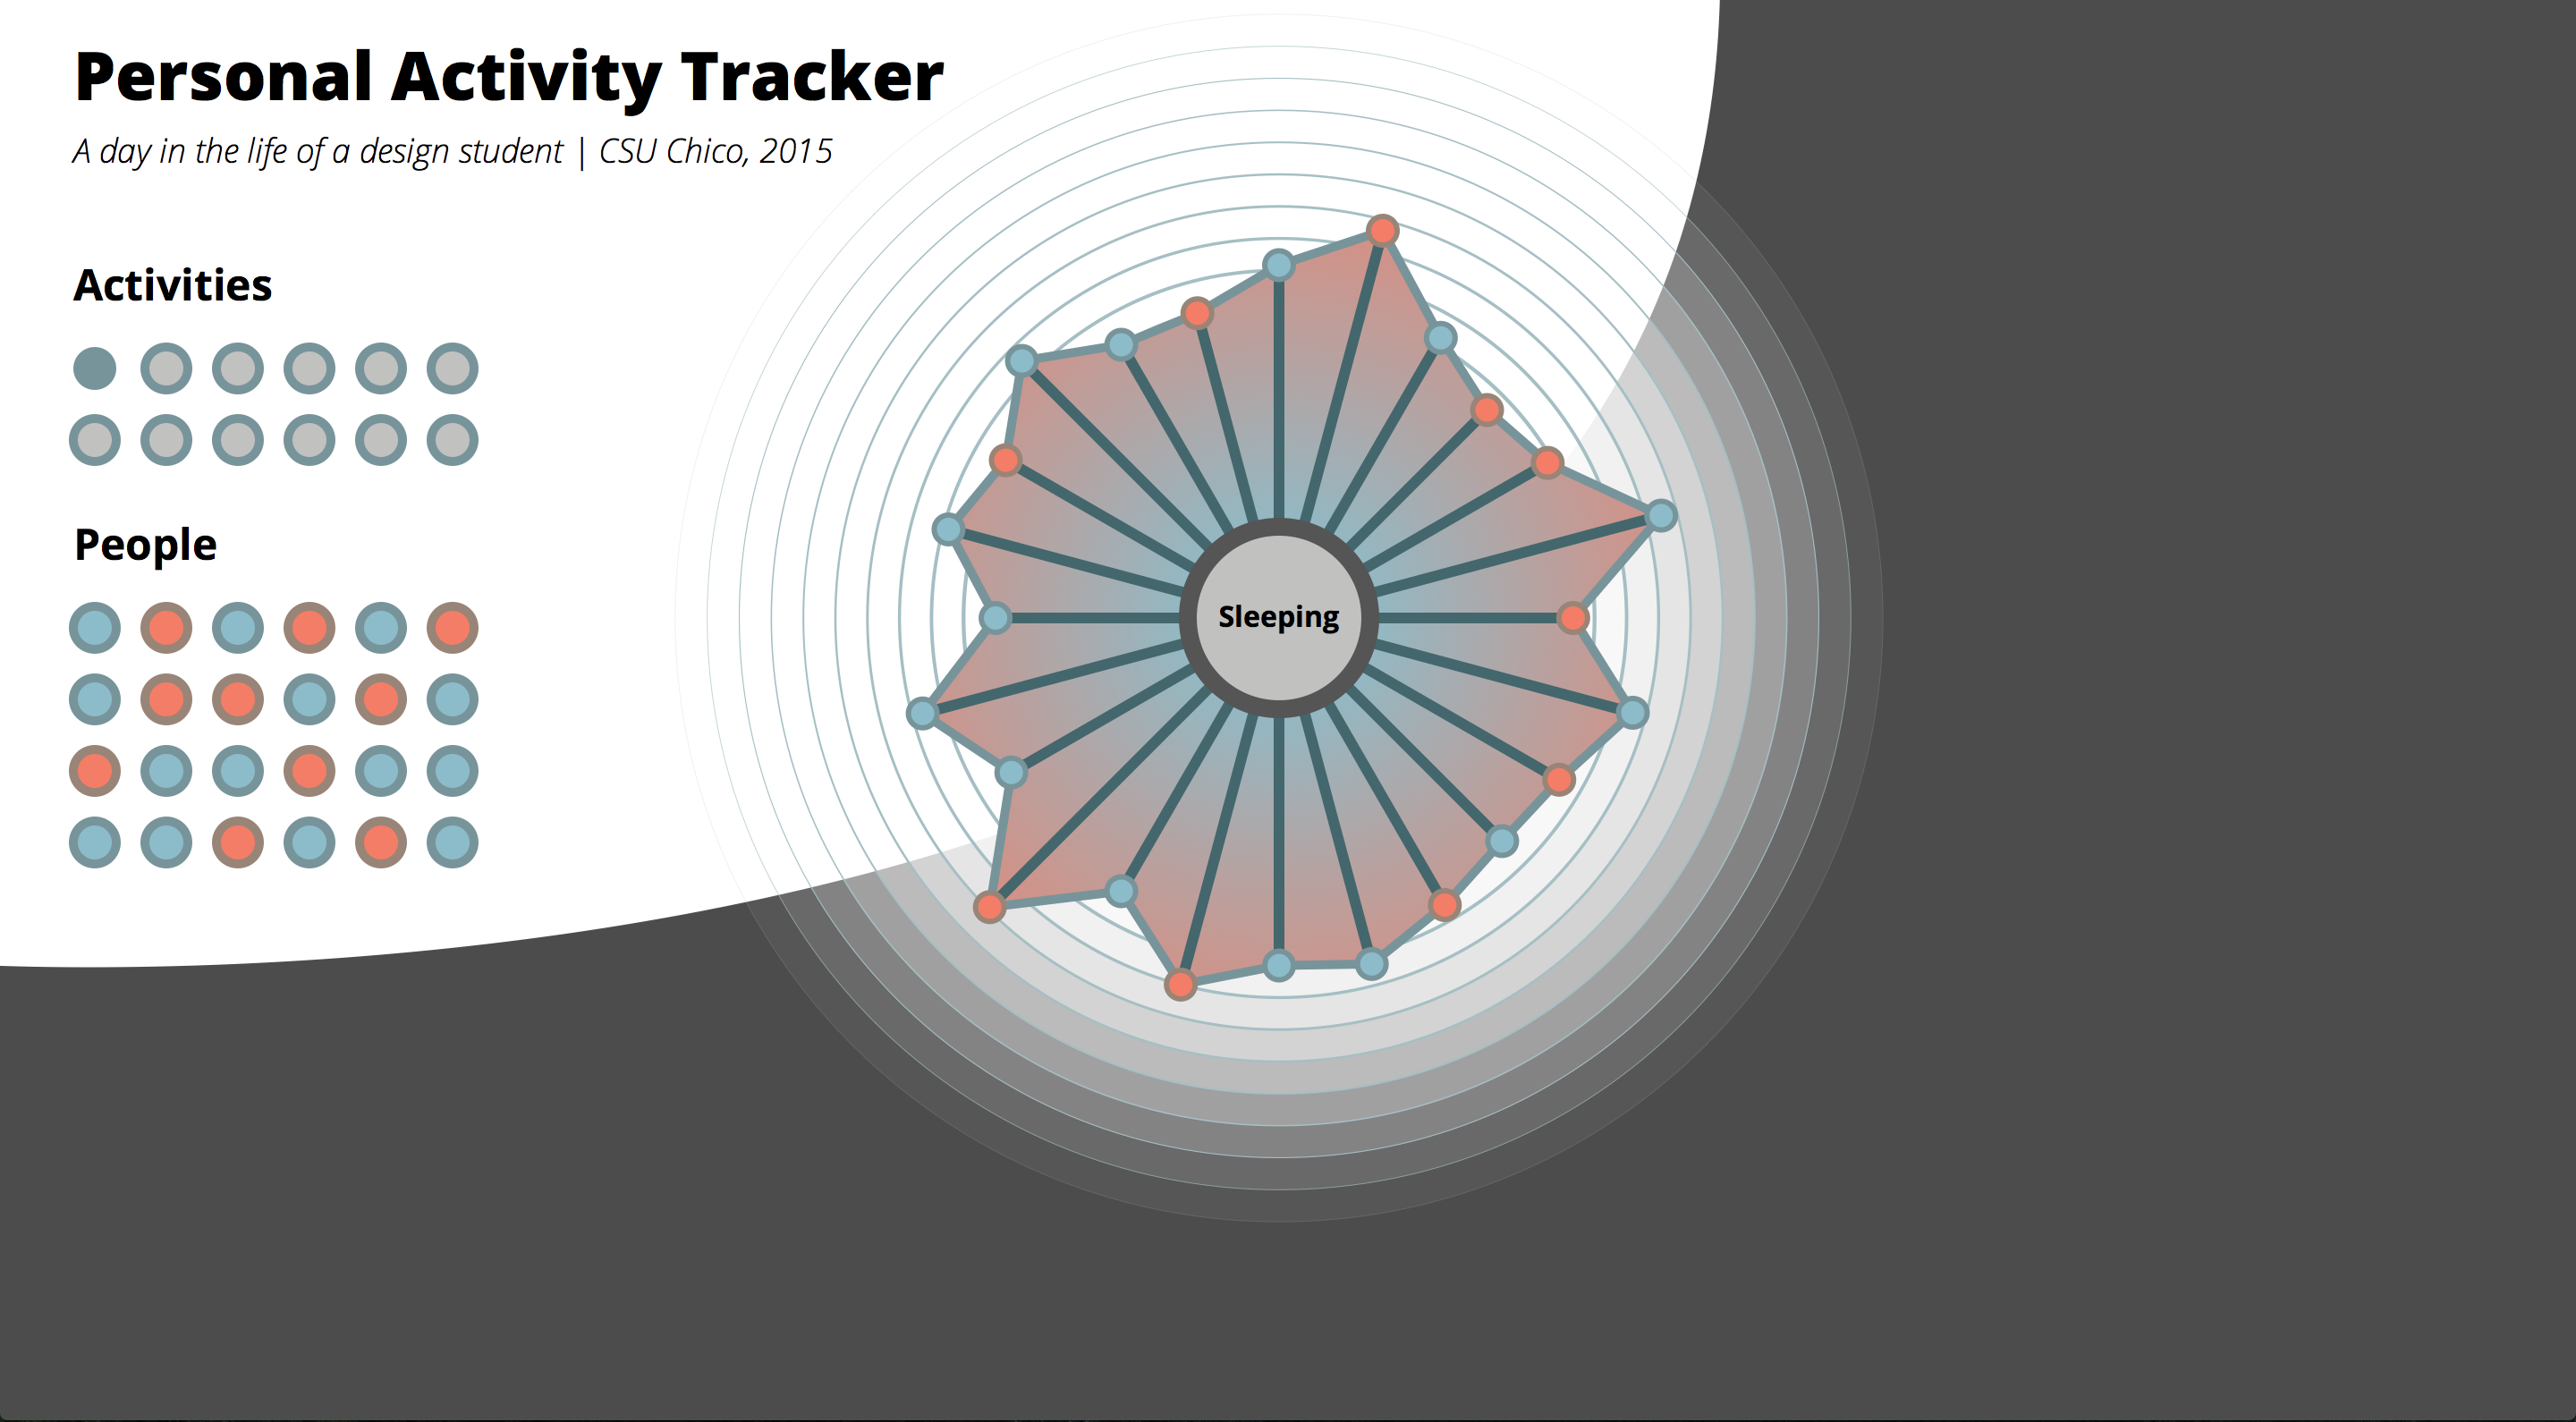 Personal Activity Tracker
A day in the life of a design student | CSU Chico, 2015
Activities
People
Sleeping